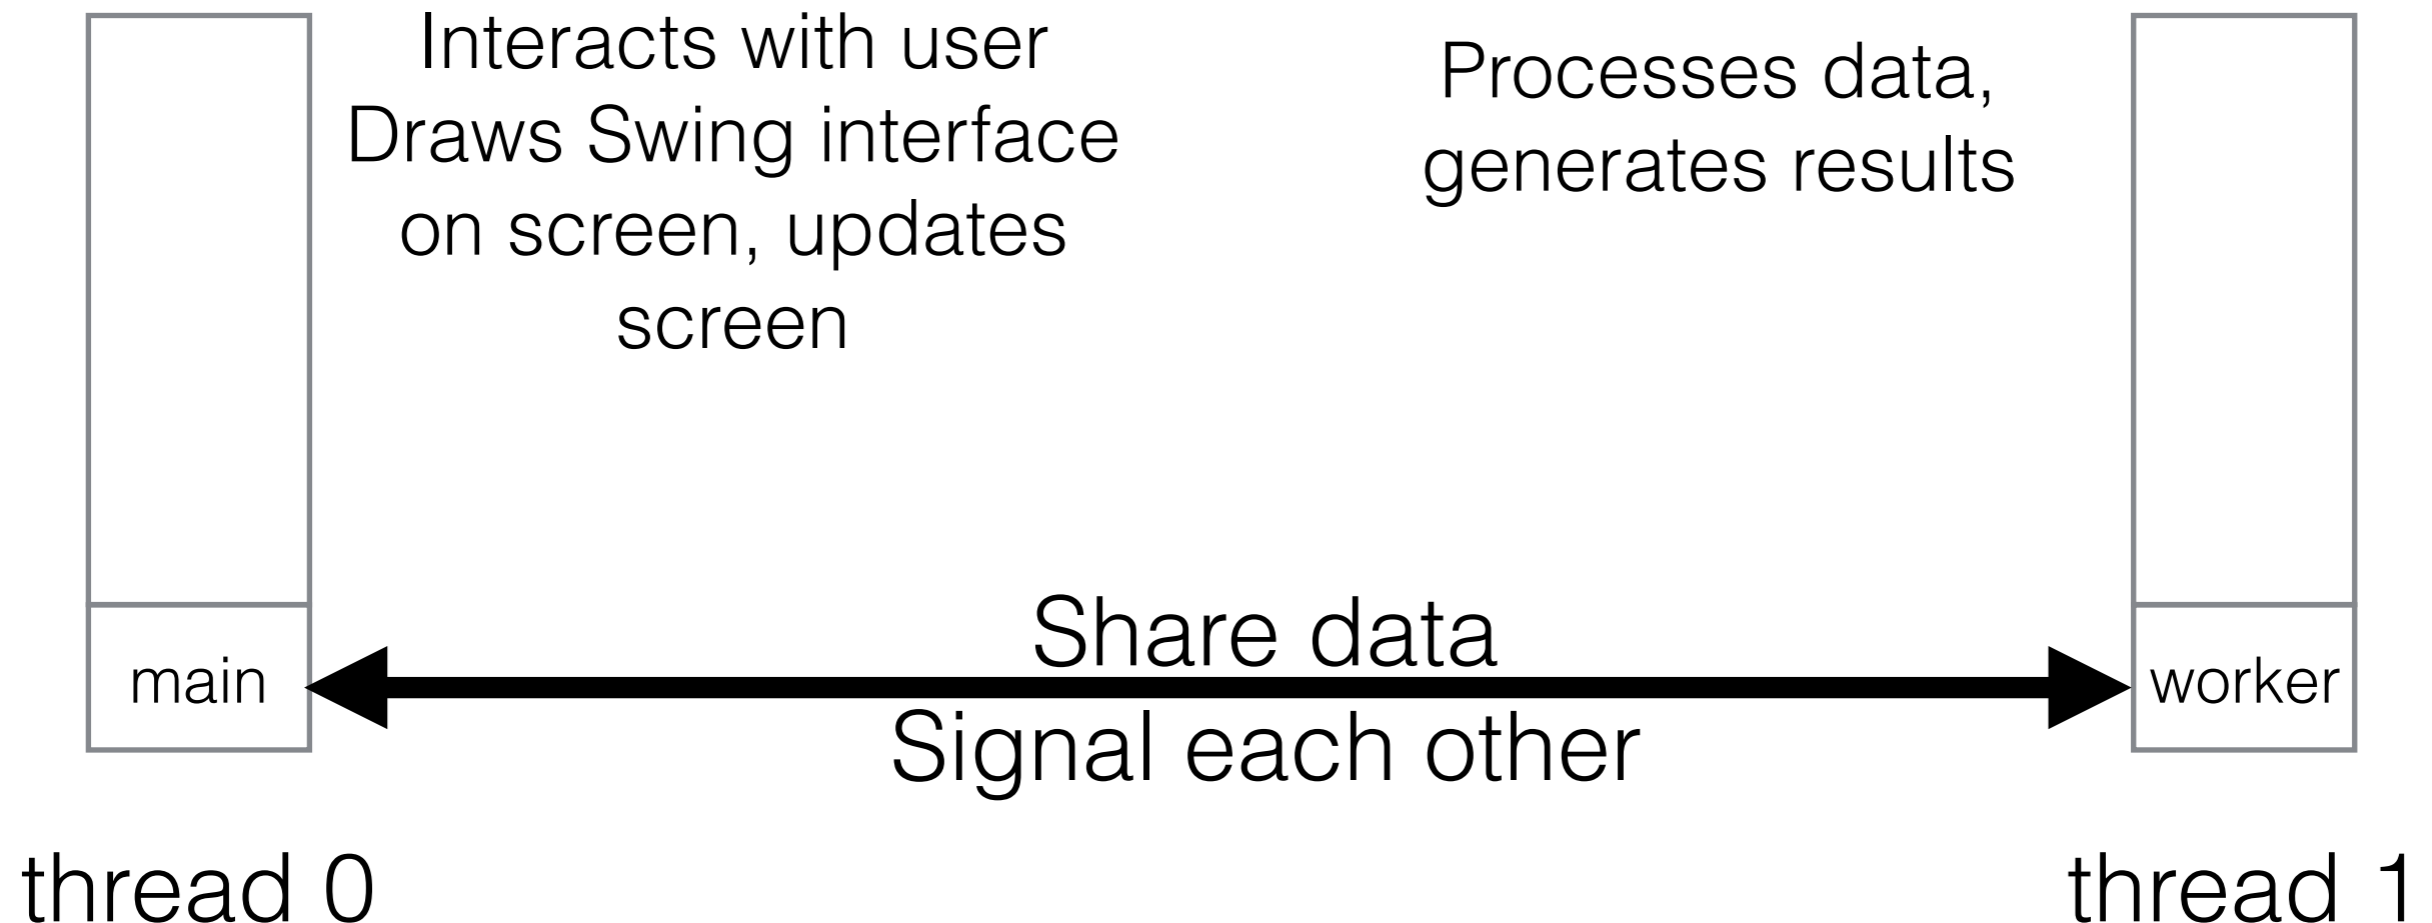 Interacts with user
Draws Swing interface
on screen, updates
screen
Processes data,
generates results
Share data
main
worker
Signal each other
thread 0
thread 1